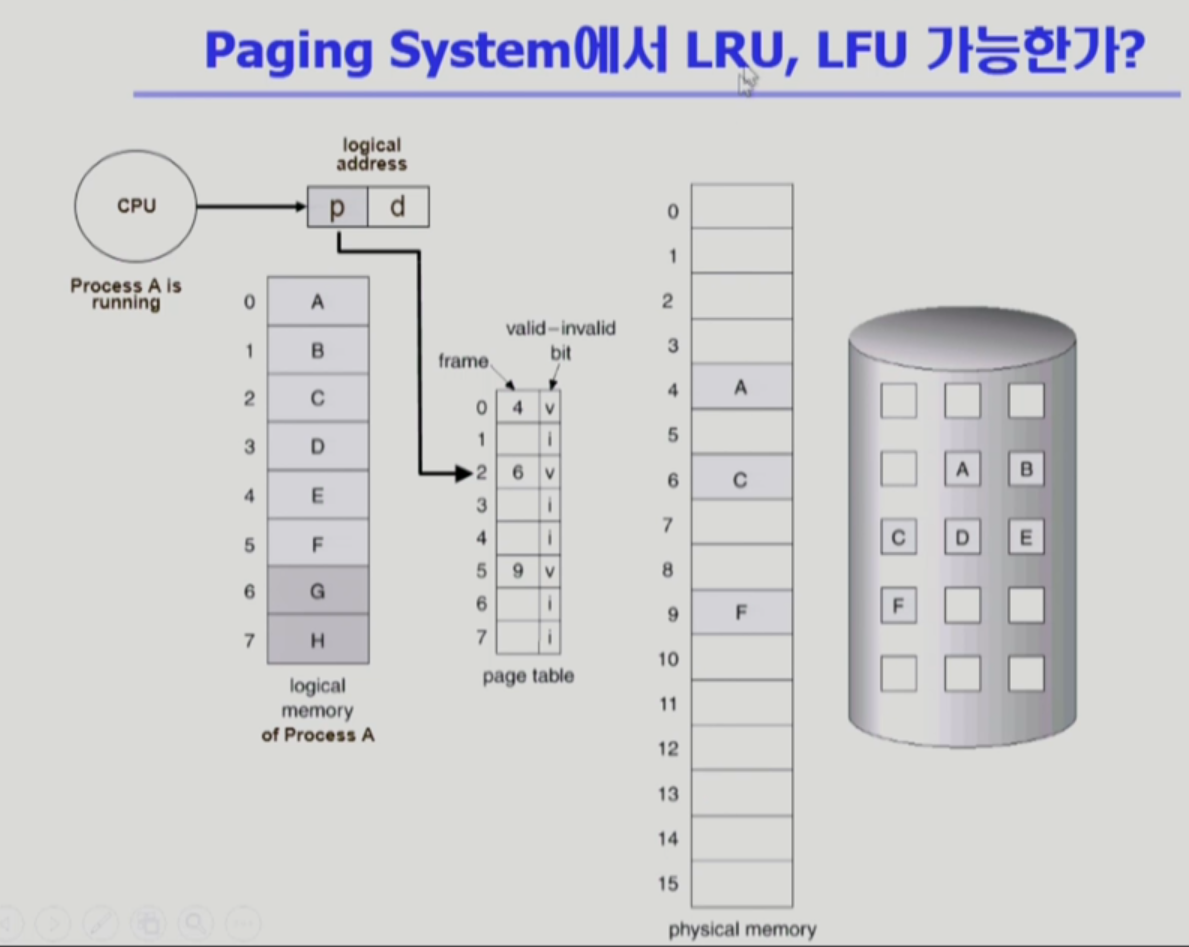 Paging System에서 LRU, LFU 가능한가?
logical
address
CPU
p d
Process A is
running
0 A
1 B
2 C
3 D
4 E
5 F
6 G
7 H
logical
memory
of Process A
valid–invalid
bit
frame
0 4 v
1 i
2 6 v
3 i
4 i
5 9 v
6 i
7 i
page table
0
1
2
3
4 A
5
6 C
7
8
9 F
10
11
12
13
14
15
physical memory
A B
C D E
F